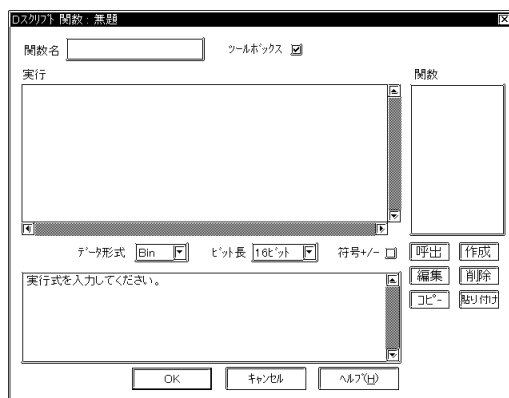 Dｽｸﾘﾌﾟﾄ 関数 : 無題
関数名
ﾂｰﾙﾎﾞｯｸｽ
実行
関数
ﾃﾞｰﾀ形式 Bin ﾋﾞｯﾄ長 16ﾋﾞｯﾄ 符号+/-
呼出 作成
編集 削除
ｺﾋﾟｰ 貼り付け
実行式を入力してください。
OK ｷｬﾝｾﾙ ﾍﾙﾌﾟ(H)